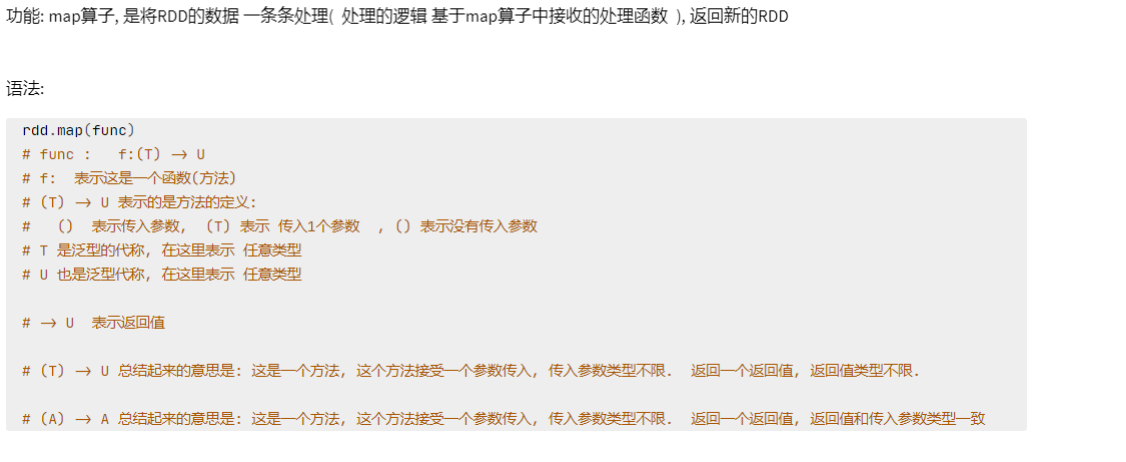 功能: map算子, 是将RDD的数据 一条条处理( 处理的逻辑 基于map算子中接收的处理函数 ), 返回新的RDD
语法:
rdd.map(func)
# func :   f:(T) → U
# f:  表示这是一个函数(方法)
# (T) → U 表示的是方法的定义:
#   ()  表示传入参数,  (T) 表示 传入1个参数  , () 表示没有传入参数
# T 是泛型的代称, 在这里表示 任意类型
# U 也是泛型代称, 在这里表示 任意类型
# → U  表示返回值
# (T) → U 总结起来的意思是: 这是一个方法, 这个方法接受一个参数传入, 传入参数类型不限.  返回一个返回值, 返回值类型不限.
# (A) → A 总结起来的意思是: 这是一个方法, 这个方法接受一个参数传入, 传入参数类型不限.  返回一个返回值, 返回值和传入参数类型一致